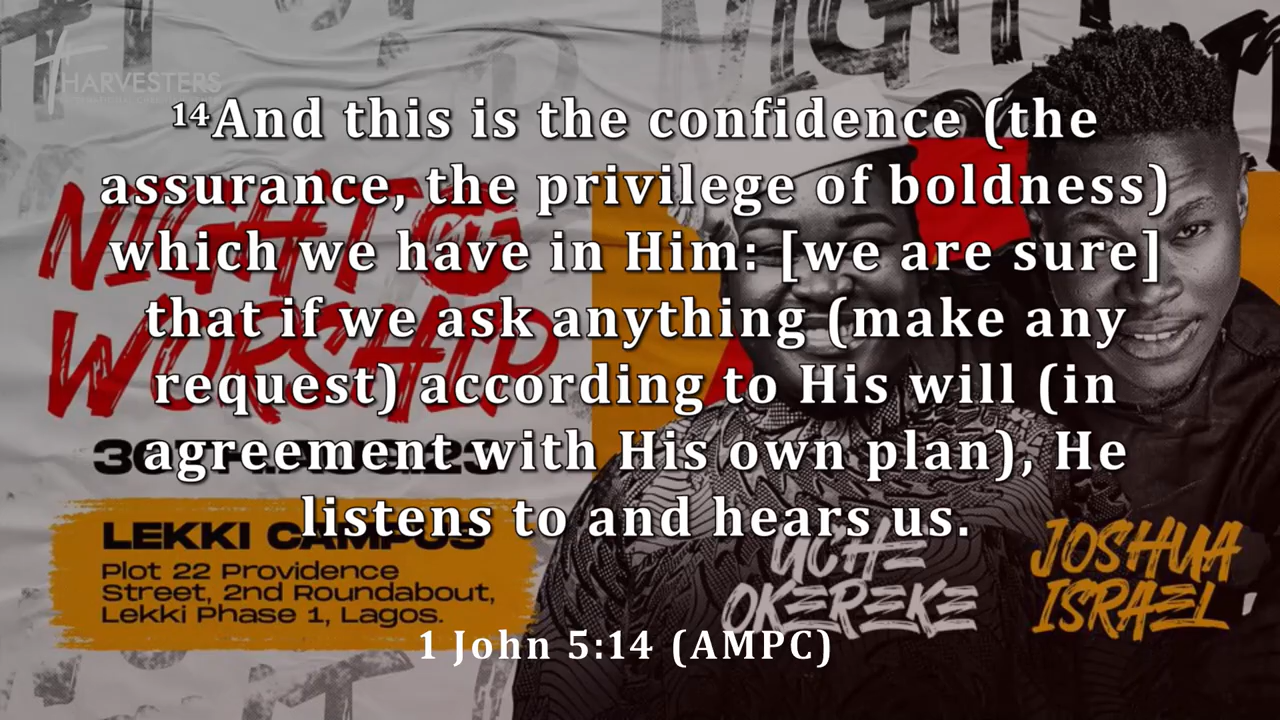 HARVESTERS
14And this is the confidence (the
assurance, the privilege of boldness)
which we have in Him: [we are sure]
that if we ask anything (make any
request) according to His will (in
agreement with His own plan), He
listens to and hears us.
1 John 5:14 (AMPC)
NIGHT OF
WORSHIP
LEKKI CAMPUS
Plot 22 Providence
Street, 2nd Roundabout,
Lekki Phase 1, Lagos.
UCHE
OKEREKE
JOSHUA
ISRAEL